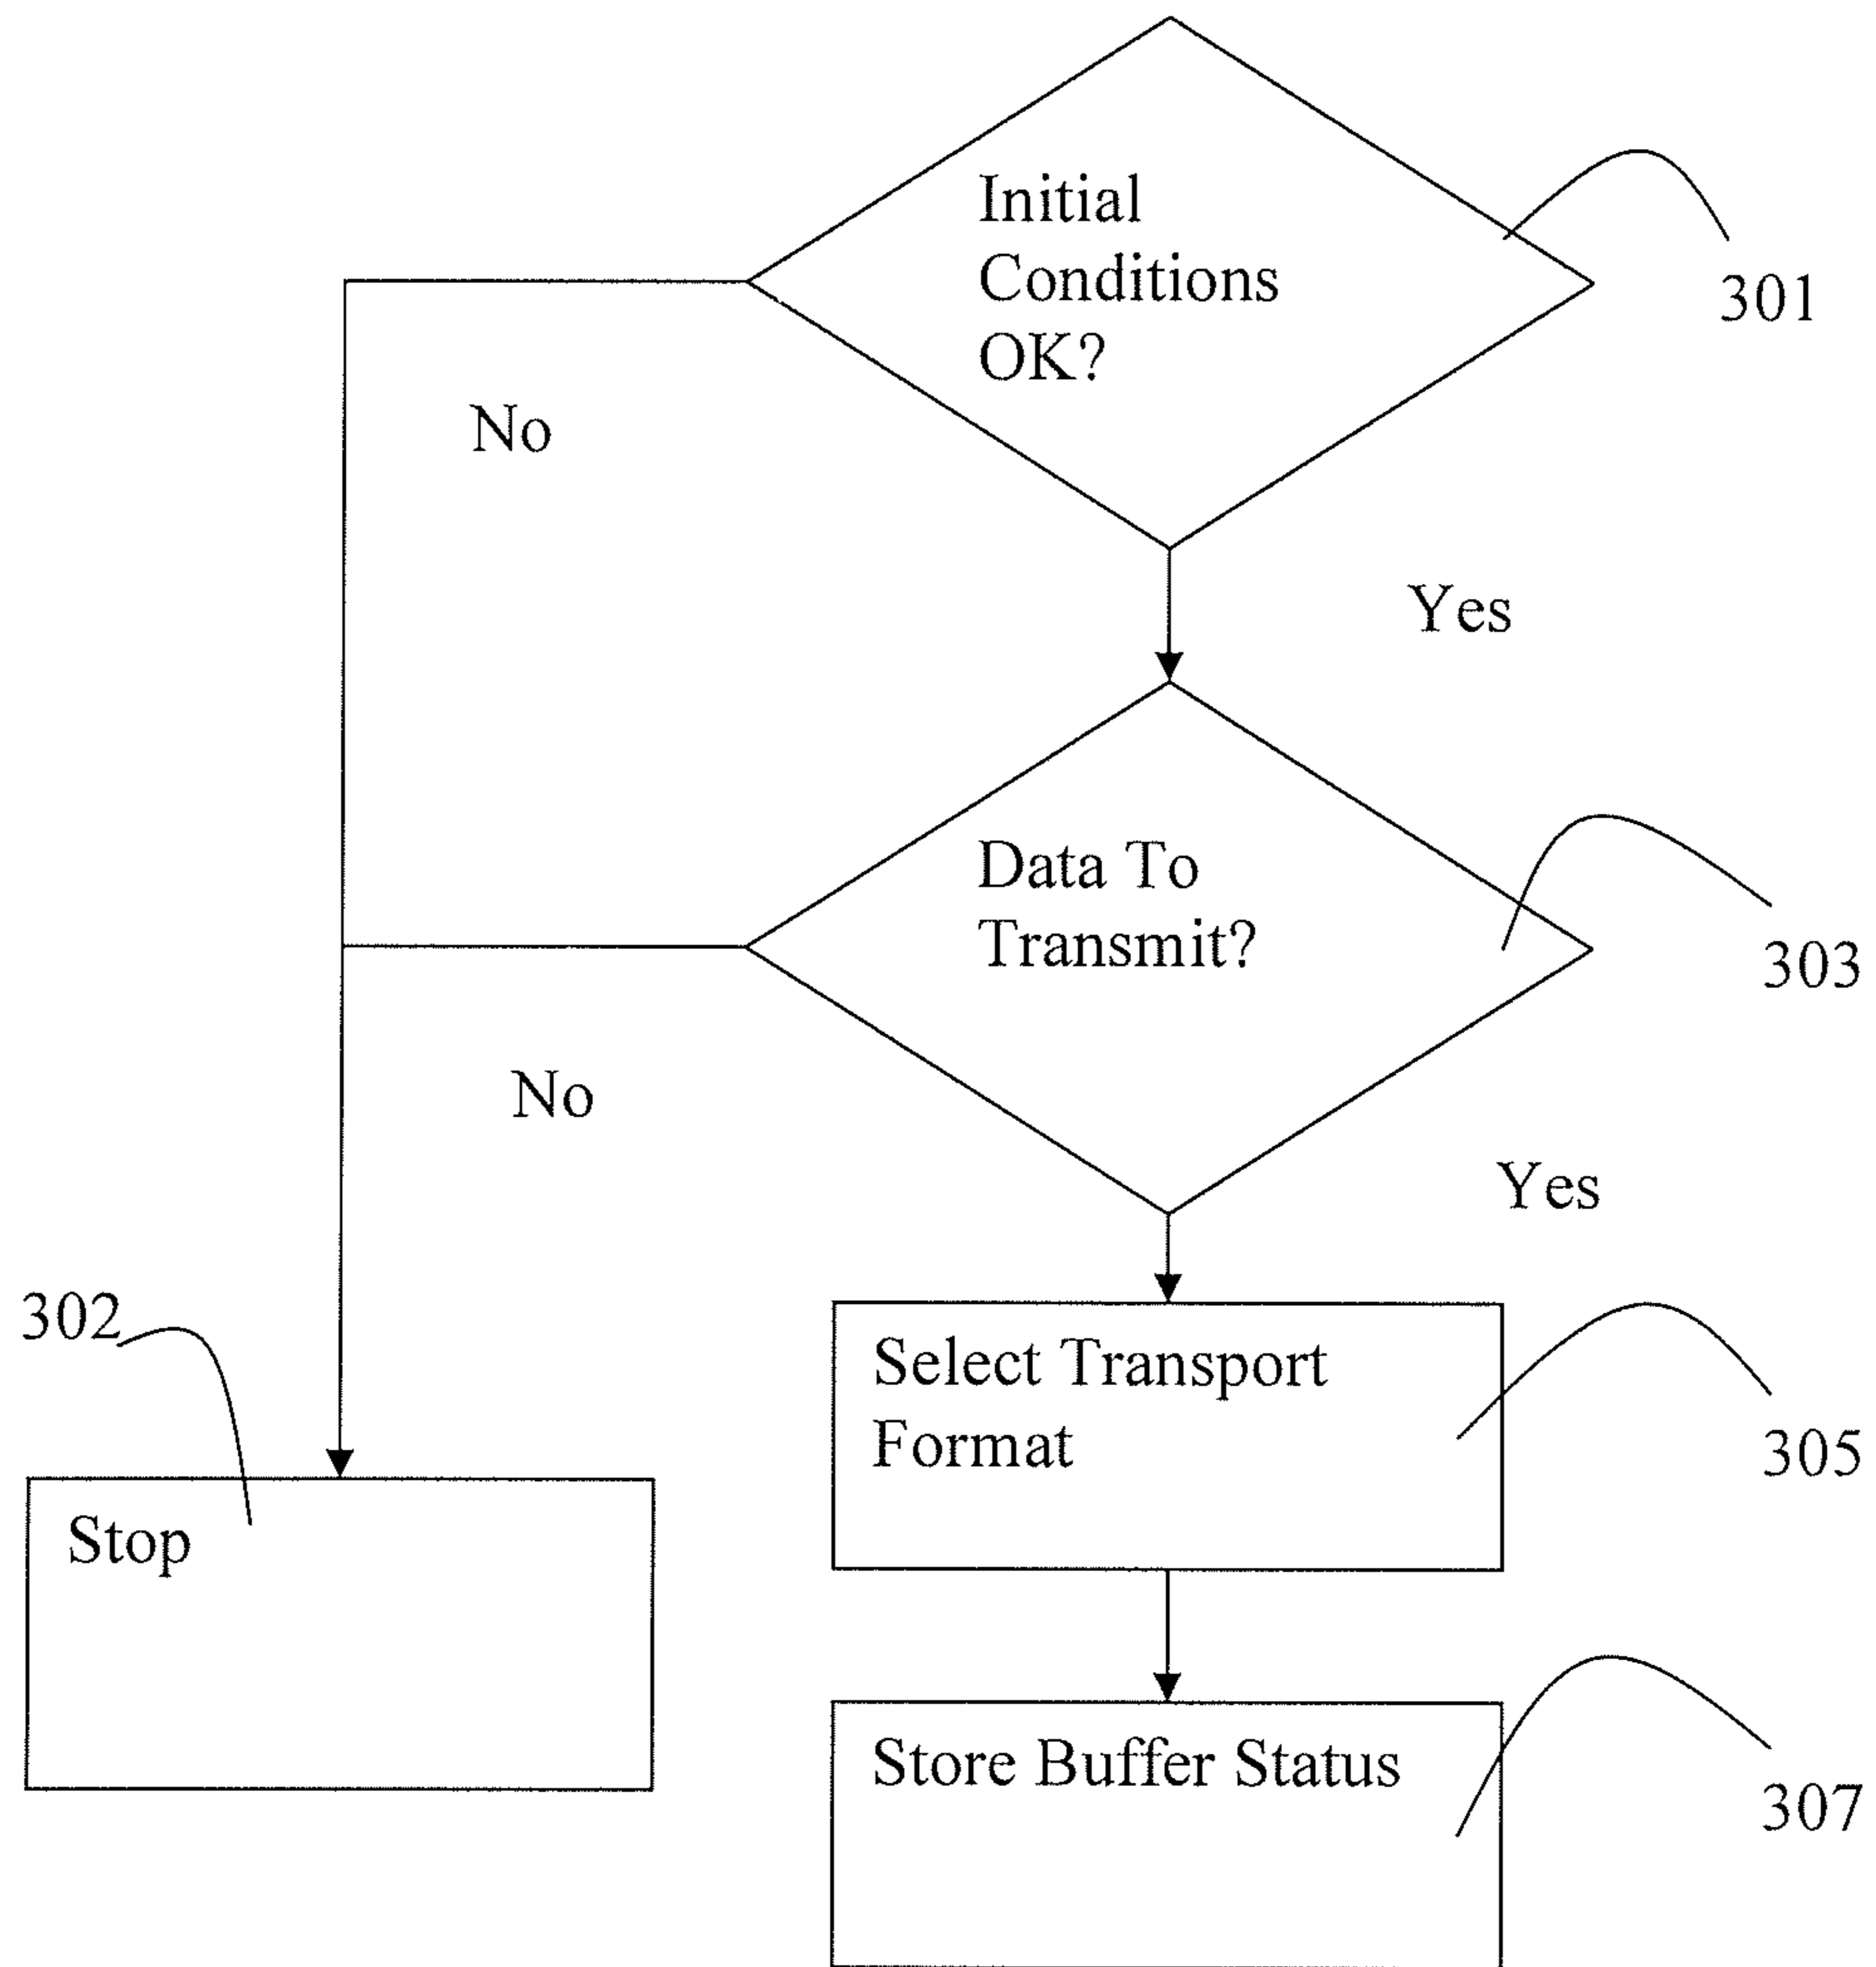 Initial
Conditions
OK?
301
No
Yes
Data To
Transmit?
303
No
Yes
302
Select Transport
Format
305
Stop
Store Buffer Status
307